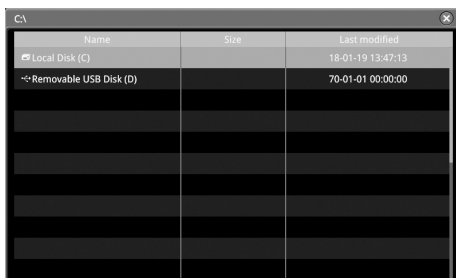 C:\
Name Size Last modified
Local Disk (C) 18-01-19 13:47:13
Removable USB Disk (D) 70-01-01 00:00:00